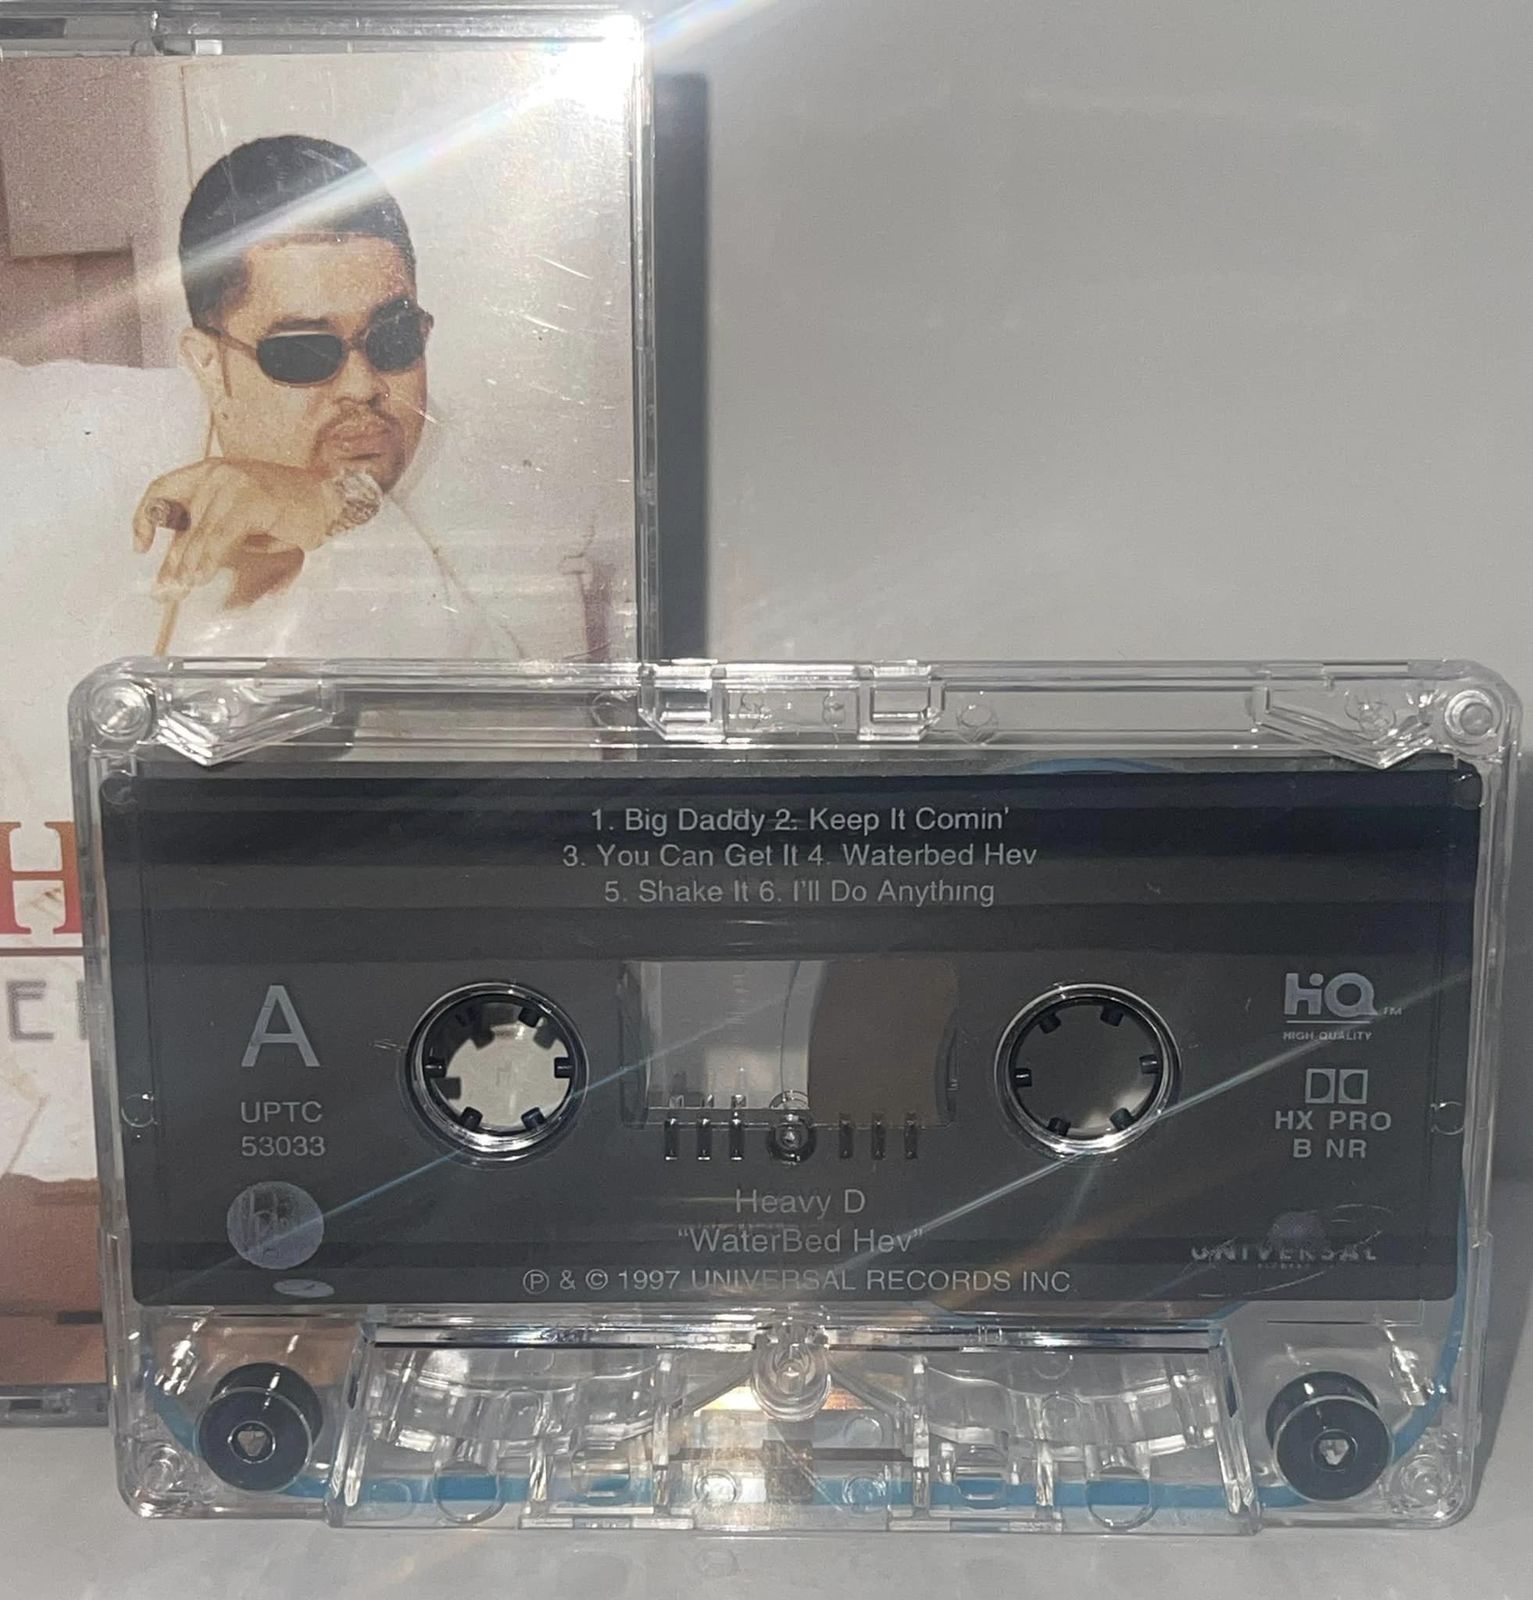 1. Big Daddy 2. Keep It Comin'
3. You Can Get It 4. Waterbed Hev
5. Shake It 6. I'll Do Anything
A
UPTC
53033
HiQ™
HIGH QUALITY
HX PRO
B NR
Heavy D
"WaterBed Hev"
℗ & © 1997 UNIVERSAL RECORDS INC
UNIVERSAL
H
E